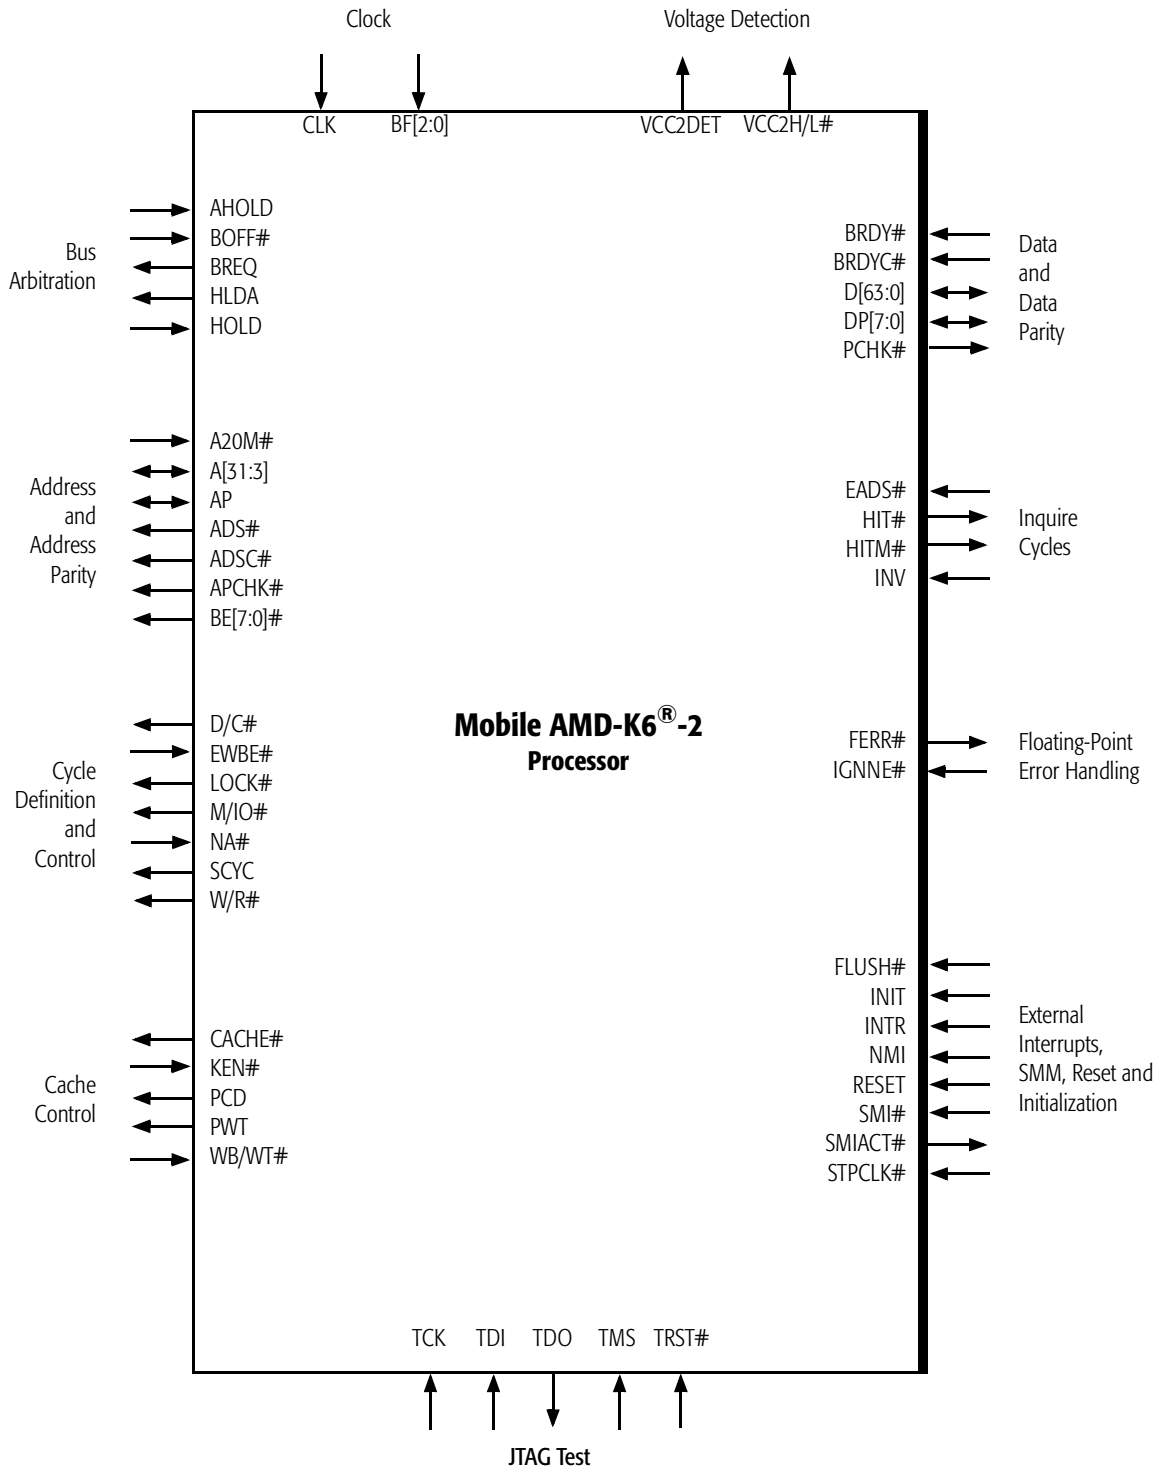 Clock
Voltage Detection
CLK
BF[2:0]
VCC2DET
VCC2H/L#
Bus
Arbitration
AHOLD
BOFF#
BREQ
HLDA
HOLD
BRDY#
BRDYC#
D[63:0]
DP[7:0]
PCHK#
Data
and
Data
Parity
Address
and
Address
Parity
A20M#
A[31:3]
AP
ADS#
ADSC#
APCHK#
BE[7:0]#
EADS#
HIT#
HITM#
INV
Inquire
Cycles
Cycle
Definition
and
Control
D/C#
EWBE#
LOCK#
M/IO#
NA#
SCYC
W/R#
Mobile AMD-K6®-2
Processor
FERR#
IGNNE#
Floating-Point
Error Handling
Cache
Control
CACHE#
KEN#
PCD
PWT
WB/WT#
FLUSH#
INIT
INTR
NMI
RESET
SMI#
SMIACT#
STPCLK#
External
Interrupts,
SMM, Reset and
Initialization
TCK
TDI
TDO
TMS
TRST#
JTAG Test